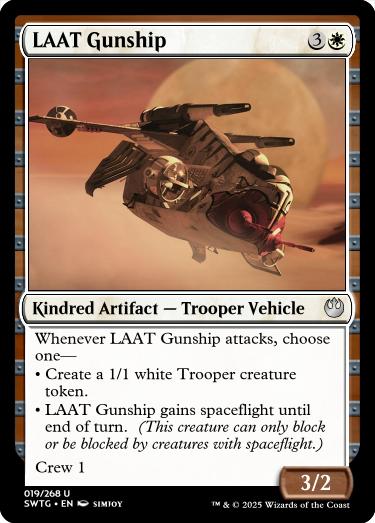 LAAT Gunship 3
Kindred Artifact — Trooper Vehicle
Whenever LAAT Gunship attacks, choose
one—
• Create a 1/1 white Trooper creature
token.
• LAAT Gunship gains spaceflight until
end of turn. (This creature can only block
or be blocked by creatures with spaceflight.)
Crew 1
3/2
019/268 U
SWTG • EN SIMJOY
™ & © 2025 Wizards of the Coast